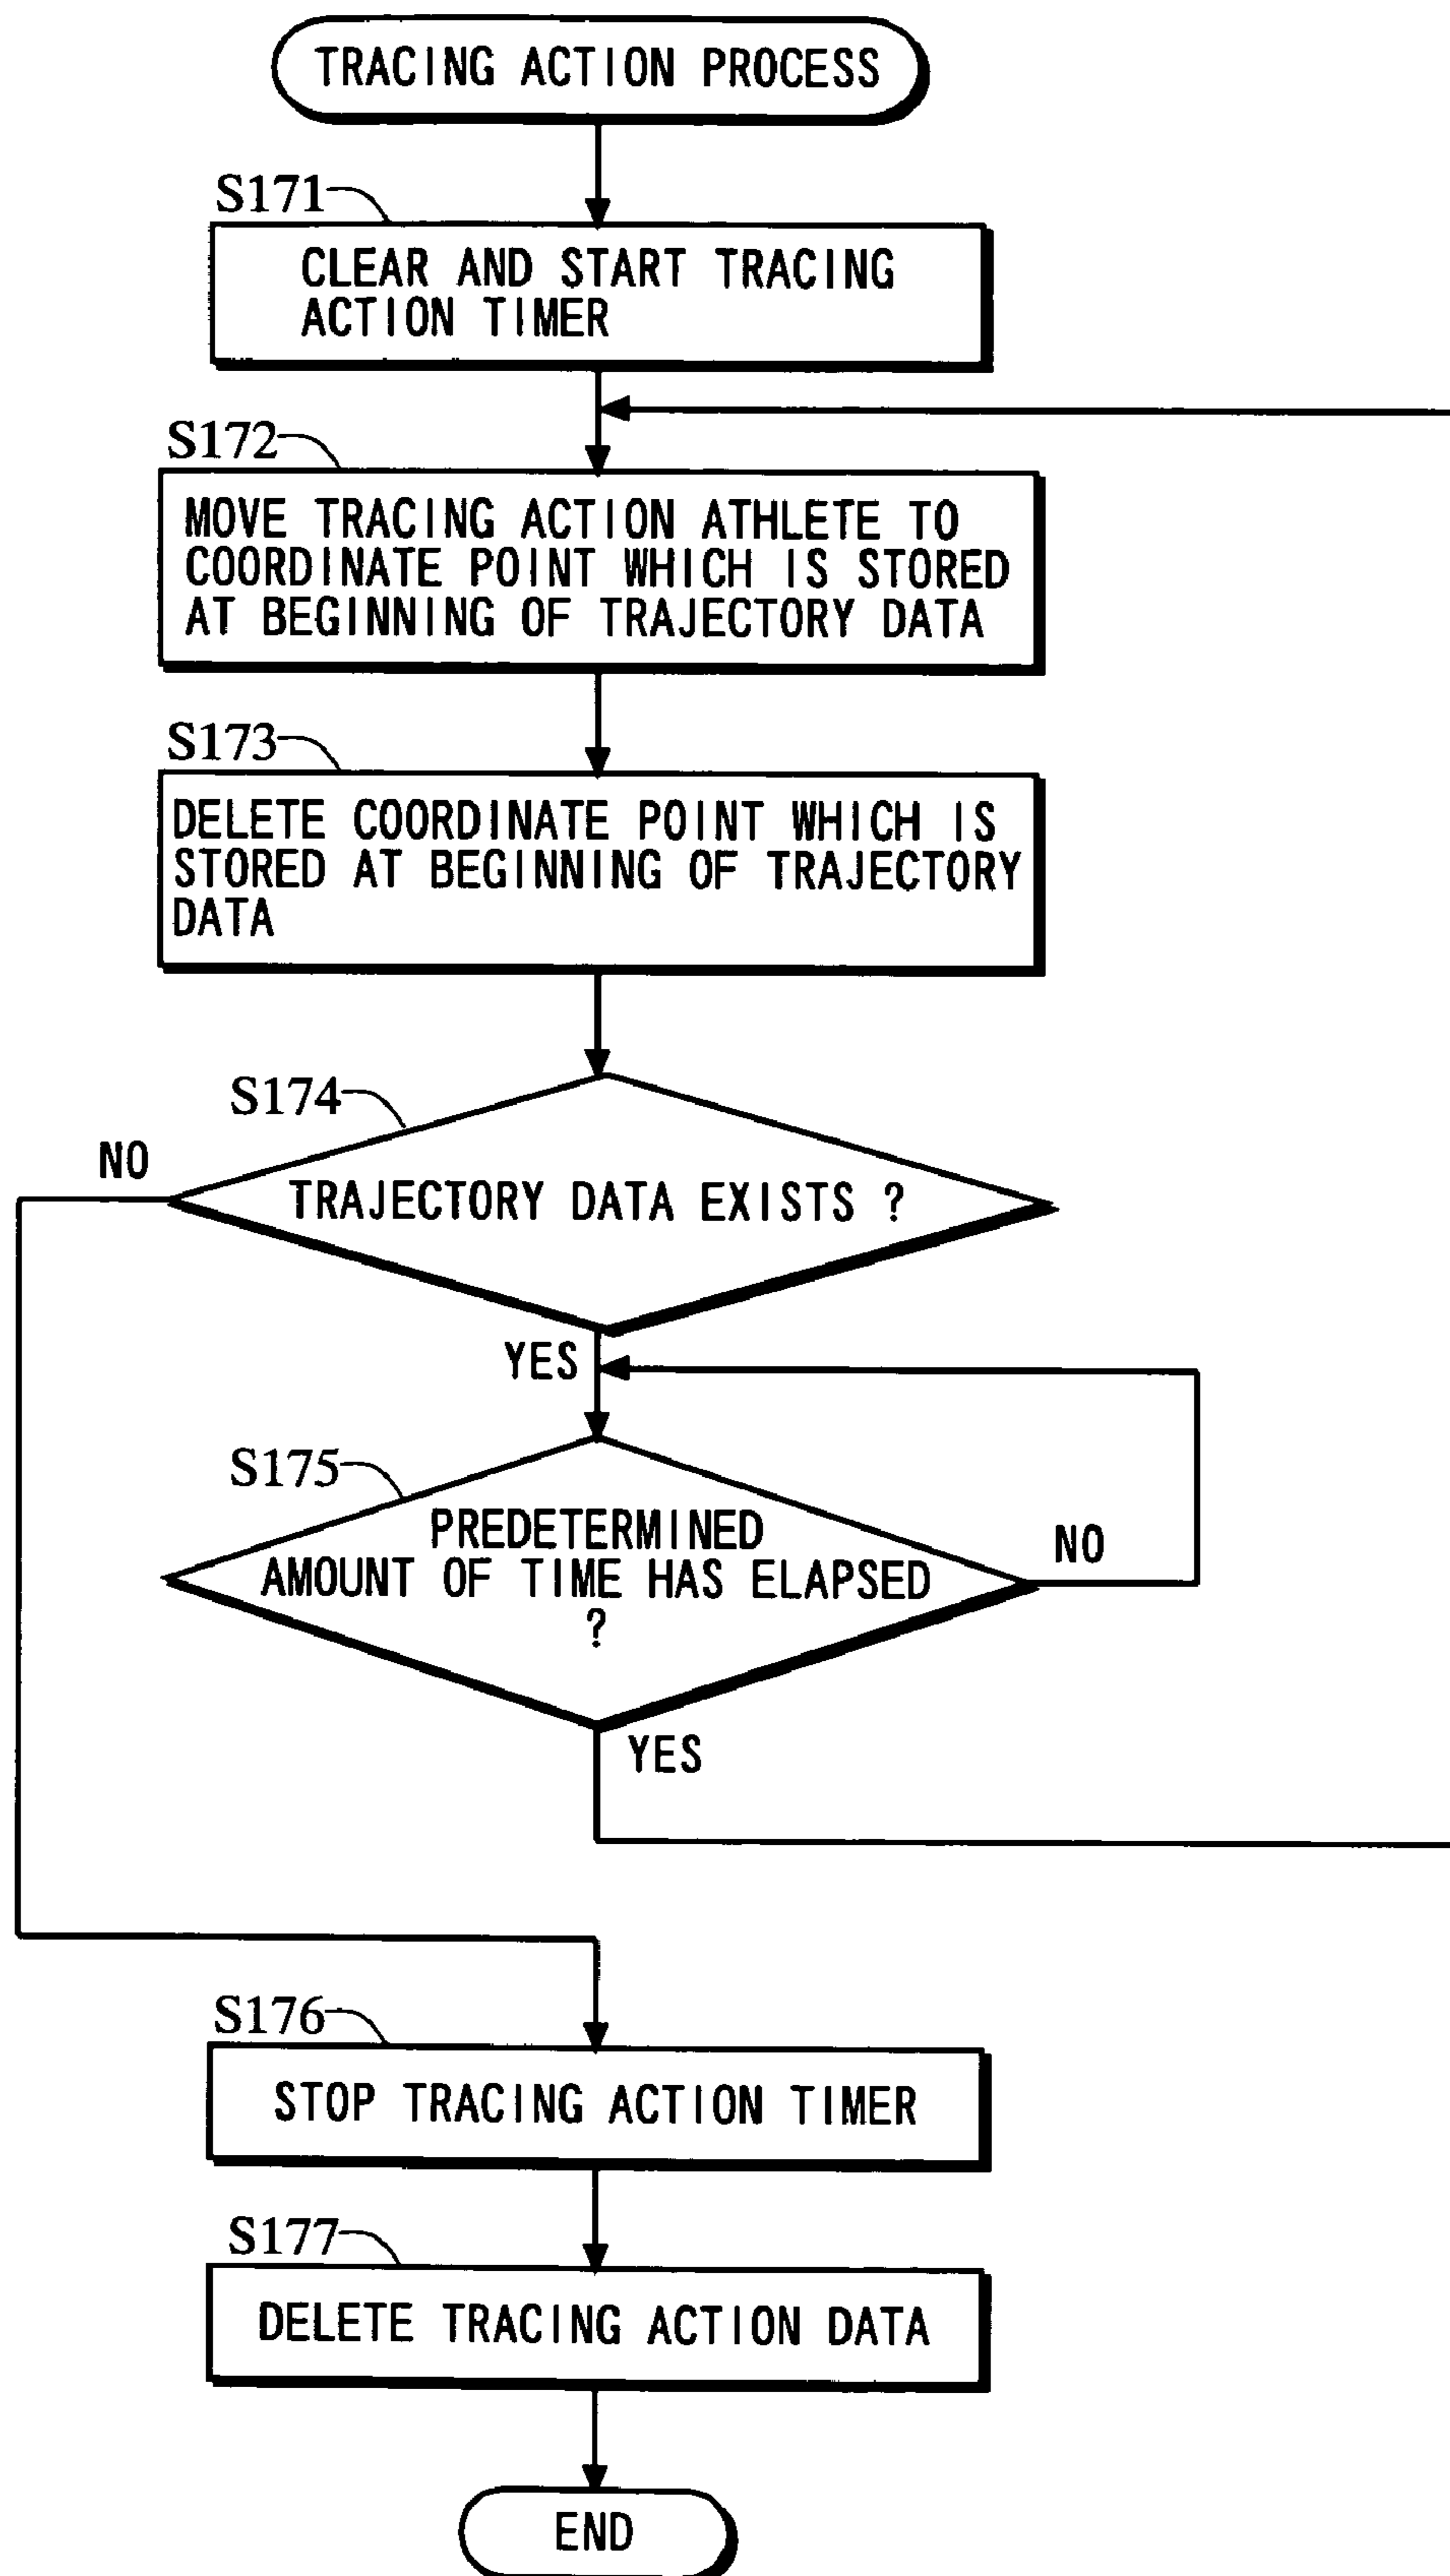 TRACING ACTION PROCESS
S171
CLEAR AND START TRACING
ACTION TIMER
S172
MOVE TRACING ACTION ATHLETE TO
COORDINATE POINT WHICH IS STORED
AT BEGINNING OF TRAJECTORY DATA
S173
DELETE COORDINATE POINT WHICH IS
STORED AT BEGINNING OF TRAJECTORY
DATA
S174
NO
TRAJECTORY DATA EXISTS ?
YES
S175
PREDETERMINED
AMOUNT OF TIME HAS ELAPSED
?
NO
YES
S176
STOP TRACING ACTION TIMER
S177
DELETE TRACING ACTION DATA
END